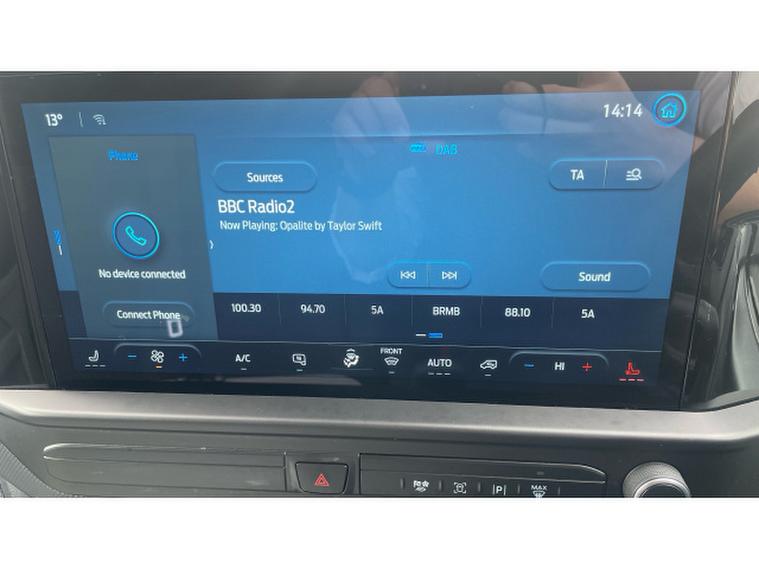 13° 14:14
Phone DAB
Sources TA
BBC Radio2
Now Playing: Opalite by Taylor Swift
No device connected
Sound
Connect Phone 100.30 94.70 5A BRMB 88.10 5A
A/C FRONT AUTO HI
P MAX